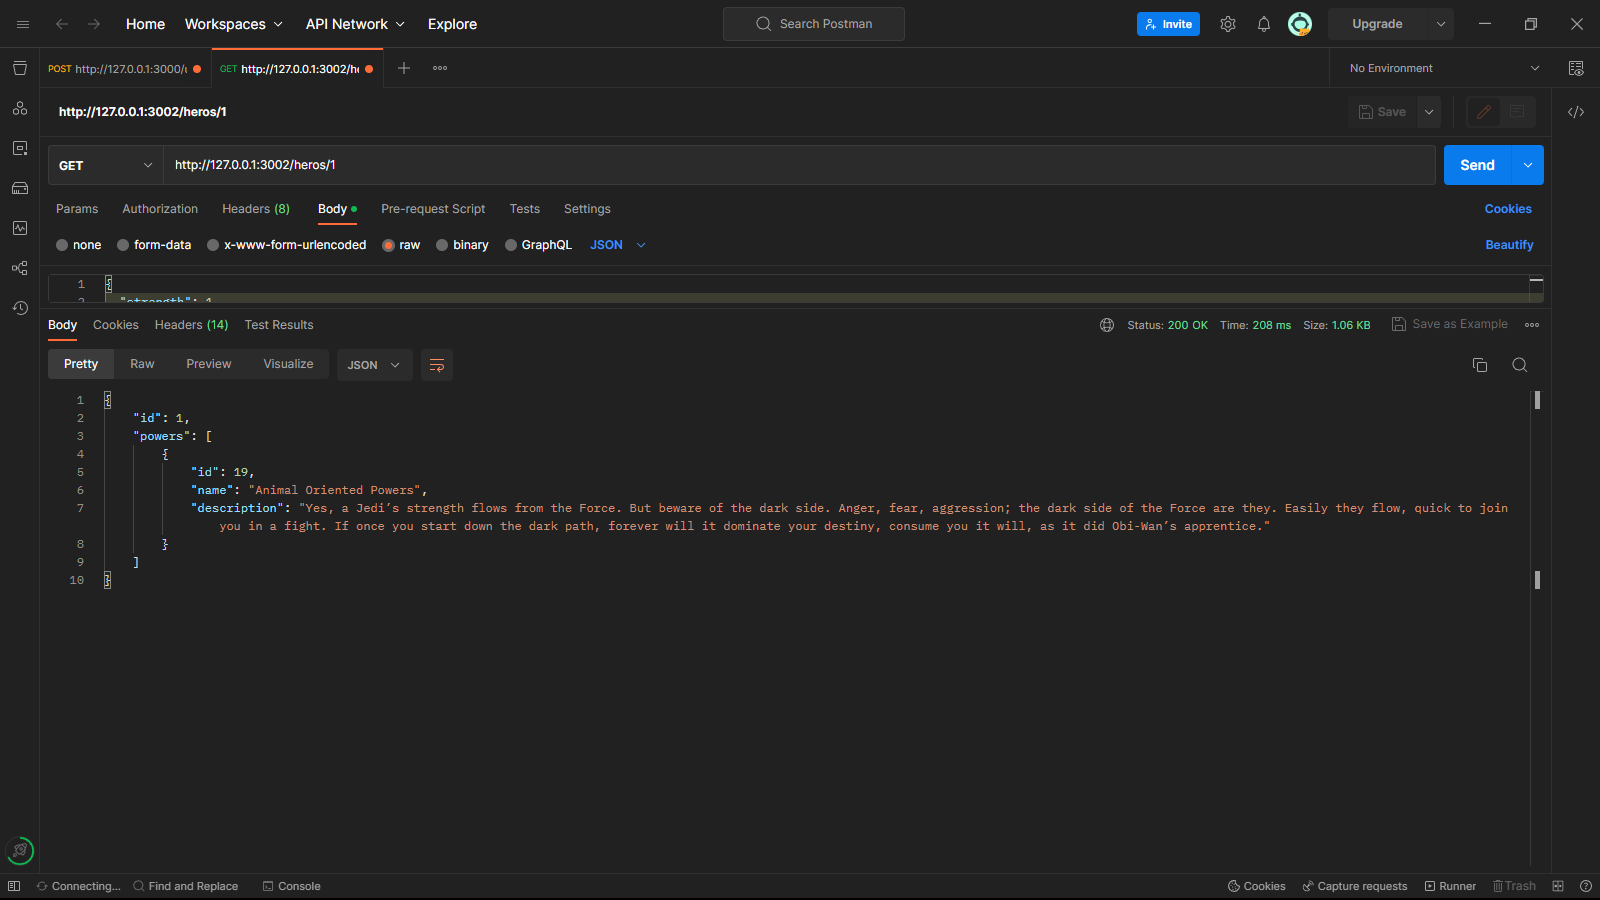 Home Workspaces API Network Explore Search Postman Invite Upgrade
POST http://127.0.0.1:3000/ GET http://127.0.0.1:3002/he No Environment
http://127.0.0.1:3002/heros/1 Save
GET http://127.0.0.1:3002/heros/1 Send
Params Authorization Headers (8) Body Pre-request Script Tests Settings Cookies
none form-data x-www-form-urlencoded raw binary GraphQL JSON Beautify
1 {
2 "strength": 1
Body Cookies Headers (14) Test Results Status: 200 OK Time: 208 ms Size: 1.06 KB Save as Example
Pretty Raw Preview Visualize JSON
1 {
2 "id": 1,
3 "powers": [
4 {
5 "id": 19,
6 "name": "Animal Oriented Powers",
7 "description": "Yes, a Jedi’s strength flows from the Force. But beware of the dark side. Anger, fear, aggression; the dark side of the Force are they. Easily they flow, quick to join
you in a fight. If once you start down the dark path, forever will it dominate your destiny, consume you it will, as it did Obi-Wan’s apprentice."
8 }
9 ]
10 }
Connecting... Find and Replace Console Cookies Capture requests Runner Trash